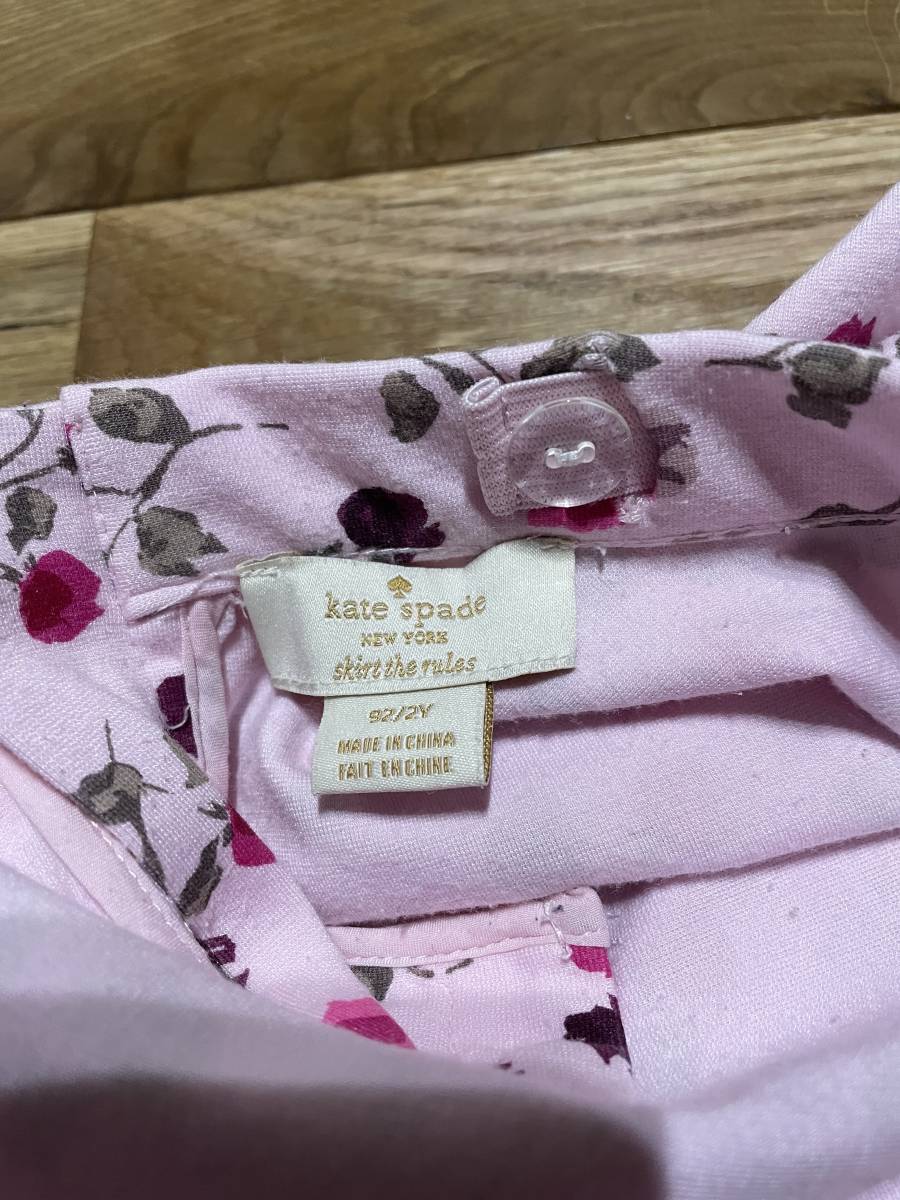 kate spade
NEW YORK
skirt the rules
92/2Y
MADE IN CHINA
FAIT EN CHINE